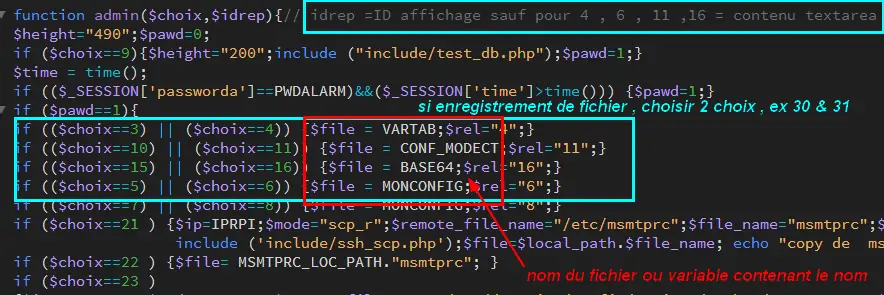 function admin($choix,$idrep){// idrep =ID affichage sauf pour 4 , 6 , 11 ,16 = contenu textarea
$height="490";$pawd=0;
if ($choix==9){$height="200";include ("include/test_db.php");$pawd=1;}
$time = time();
if (($_SESSION['passworda']==PWDALARM)&&($_SESSION['time']>time())) {$pawd=1;}
if ($pawd==1){
si enregistrement de fichier , choisir 2 choix , ex 30 & 31
if (($choix==3) || ($choix==4)) {$file = VARTAB;$rel="4";}
if (($choix==10) || ($choix==11)) {$file = CONF_MODECT;$rel="11";}
if (($choix==15) || ($choix==16)) {$file = BASE64;$rel="16";}
if (($choix==5) || ($choix==6)) {$file = MONCONFIG;$rel="6";}
if (($choix==7) || ($choix==8)) {$file = MONCONFIG;$rel="8";}
if ($choix==21 ) {$ip=IPRPI;$mode="scp_r";$remote_file_name="/etc/msmtprc";$file_name="msmtprc";$
include ('include/ssh_scp.php');$file=$local_path.$file_name; echo "copy de ms
if ($choix==22 ) {$file= MSMTPRC_LOC_PATH."msmtprc"; }
nom du fichier ou variable contenant le nom
if ($choix==23 )